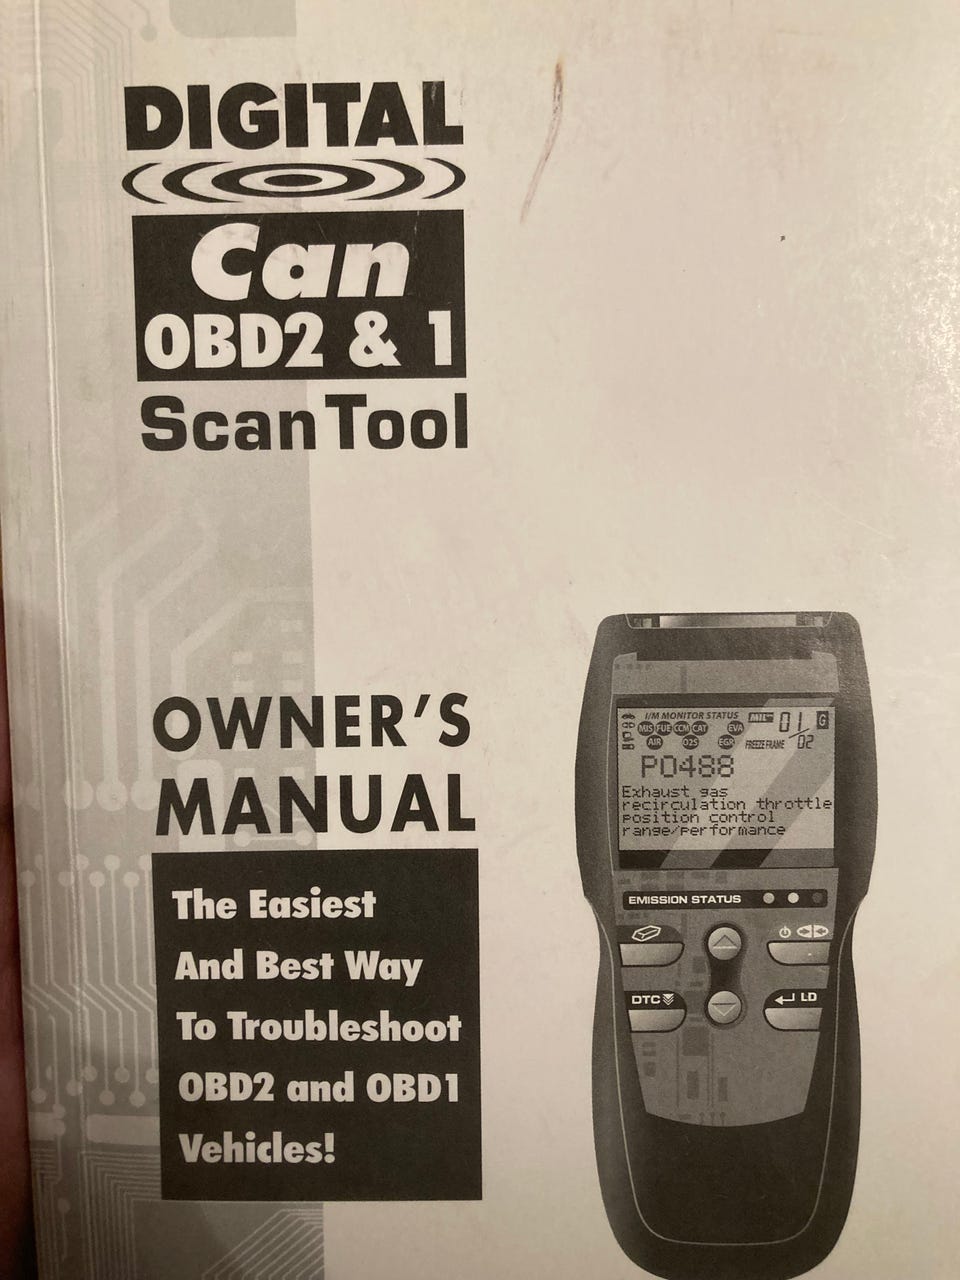 DIGITAL
Can
OBD2 & 1
Scan Tool
OWNER'S
MANUAL
The Easiest
And Best Way
To Troubleshoot
OBD2 and OBD1
Vehicles!
I/M MONITOR STATUS
MIL
01
G
MIS FUE CCM CAT EVA
AIR O2S EGR
FREEZE FRAME
02
P0488
Exhaust gas
recirculation throttle
position control
range/performance
EMISSION STATUS
DTC
LD